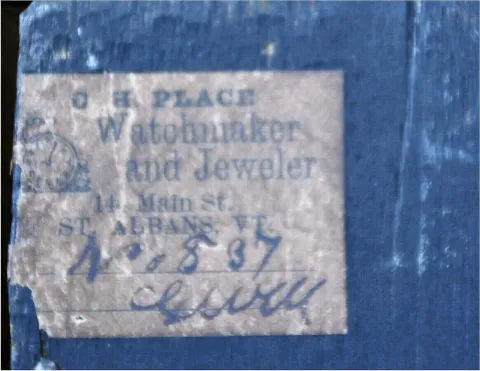 C H. PLACE
Watchmaker
and Jeweler
14 Main St.
ST. ALBANS, VT.
No. 837